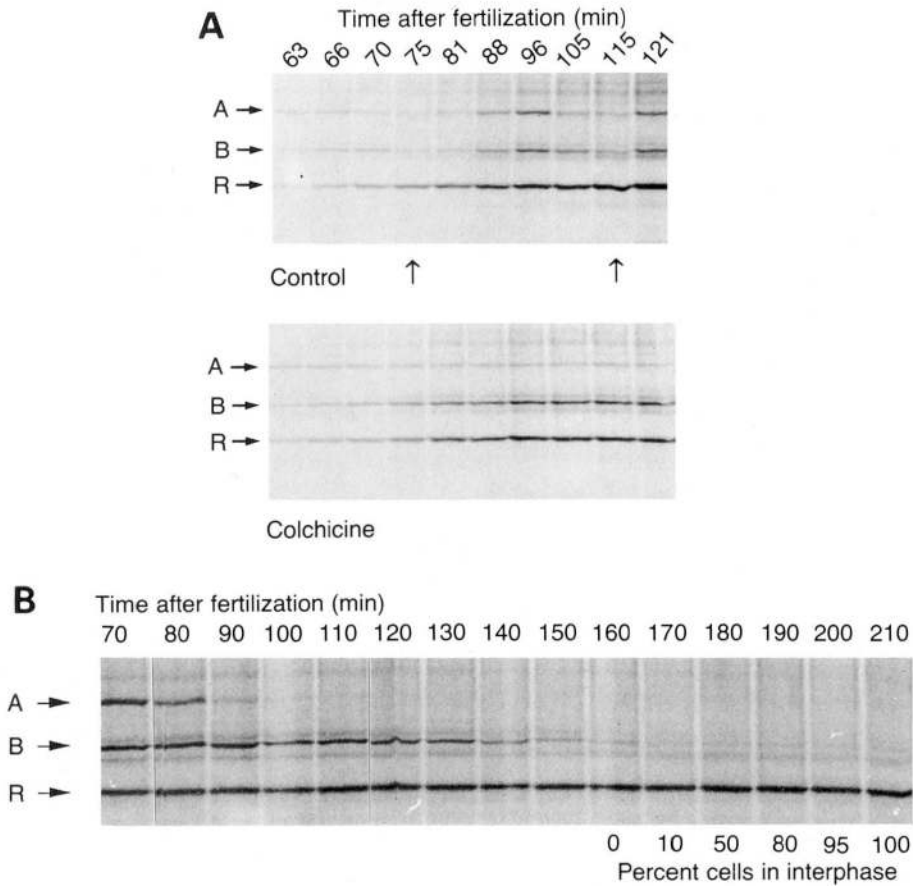 A
Time after fertilization (min)
63 66 70 75 81 88 96 105 115 121
A →
B →
R →
Control ↑ ↑
A →
B →
R →
Colchicine
B
Time after fertilization (min)
70 80 90 100 110 120 130 140 150 160 170 180 190 200 210
A →
B →
R →
0 10 50 80 95 100
Percent cells in interphase